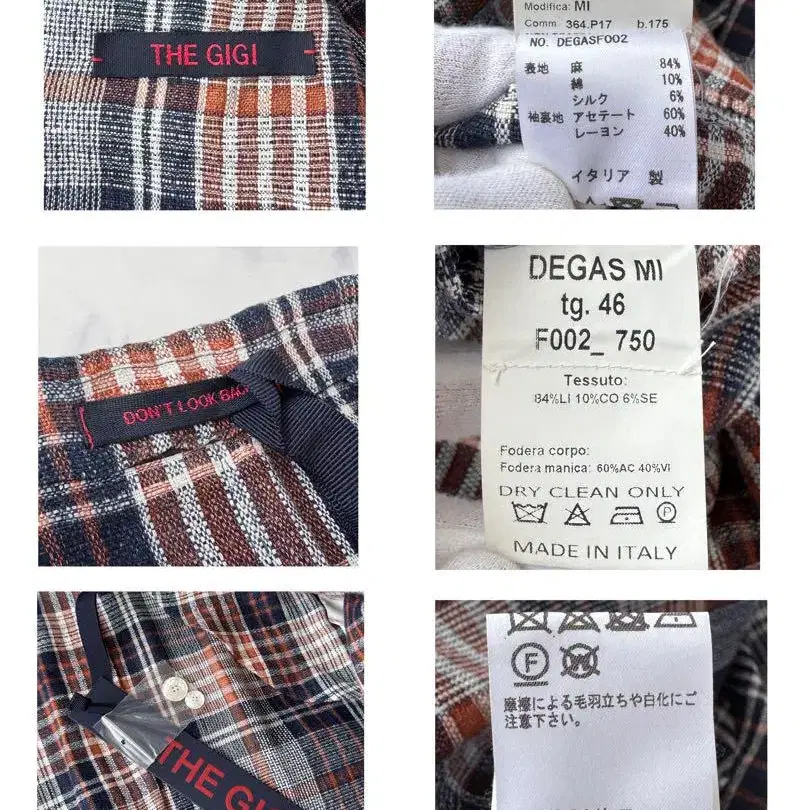 THE GIGI
Modifica: MI
Comm 364.P17 b.175
NO. DEGASF002
表地 麻 84%
綿 10%
シルク 6%
袖裏地 アセテート 60%
レーヨン 40%
イタリア 製
DON'T LOOK BACK
DEGAS MI
tg. 46
F002_ 750
Tessuto:
84%LI 10%CO 6%SE
Fodera corpo:
Fodera manica: 60%AC 40%VI
DRY CLEAN ONLY
P
MADE IN ITALY
THE GIGI
F
W
摩擦による毛羽立ちや白化にご
注意下さい。